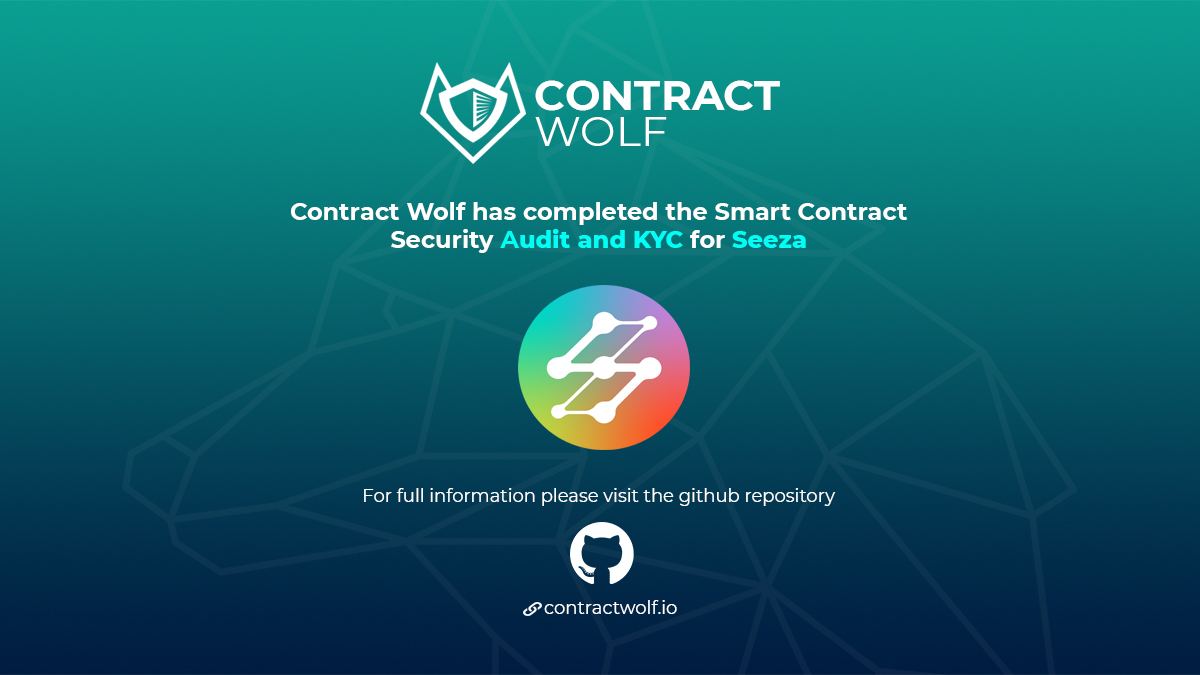 CONTRACT
WOLF
Contract Wolf has completed the Smart Contract
Security Audit and KYC for Seeza
For full information please visit the github repository
contractwolf.io